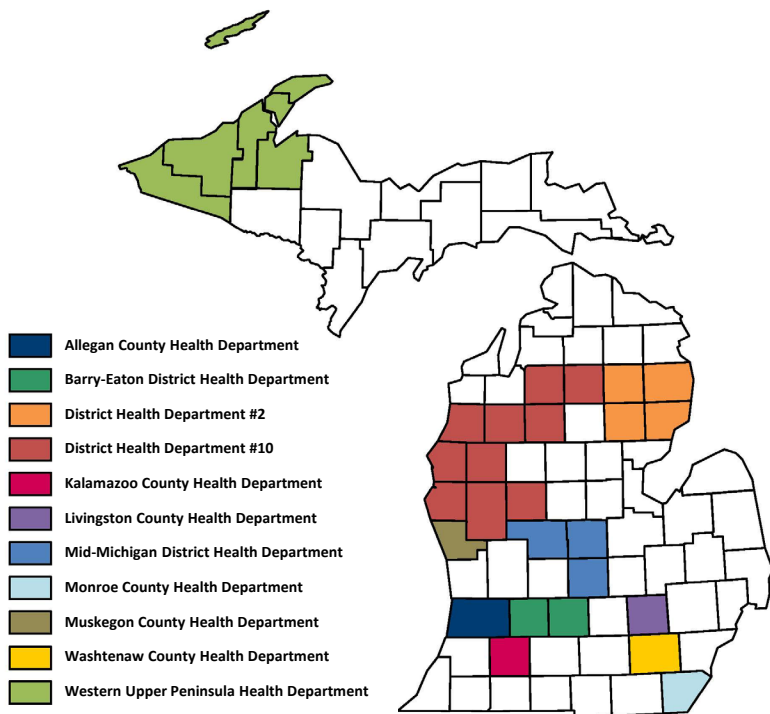 Allegan County Health Department
Barry-Eaton District Health Department
District Health Department #2
District Health Department #10
Kalamazoo County Health Department
Livingston County Health Department
Mid-Michigan District Health Department
Monroe County Health Department
Muskegon County Health Department
Washtenaw County Health Department
Western Upper Peninsula Health Department